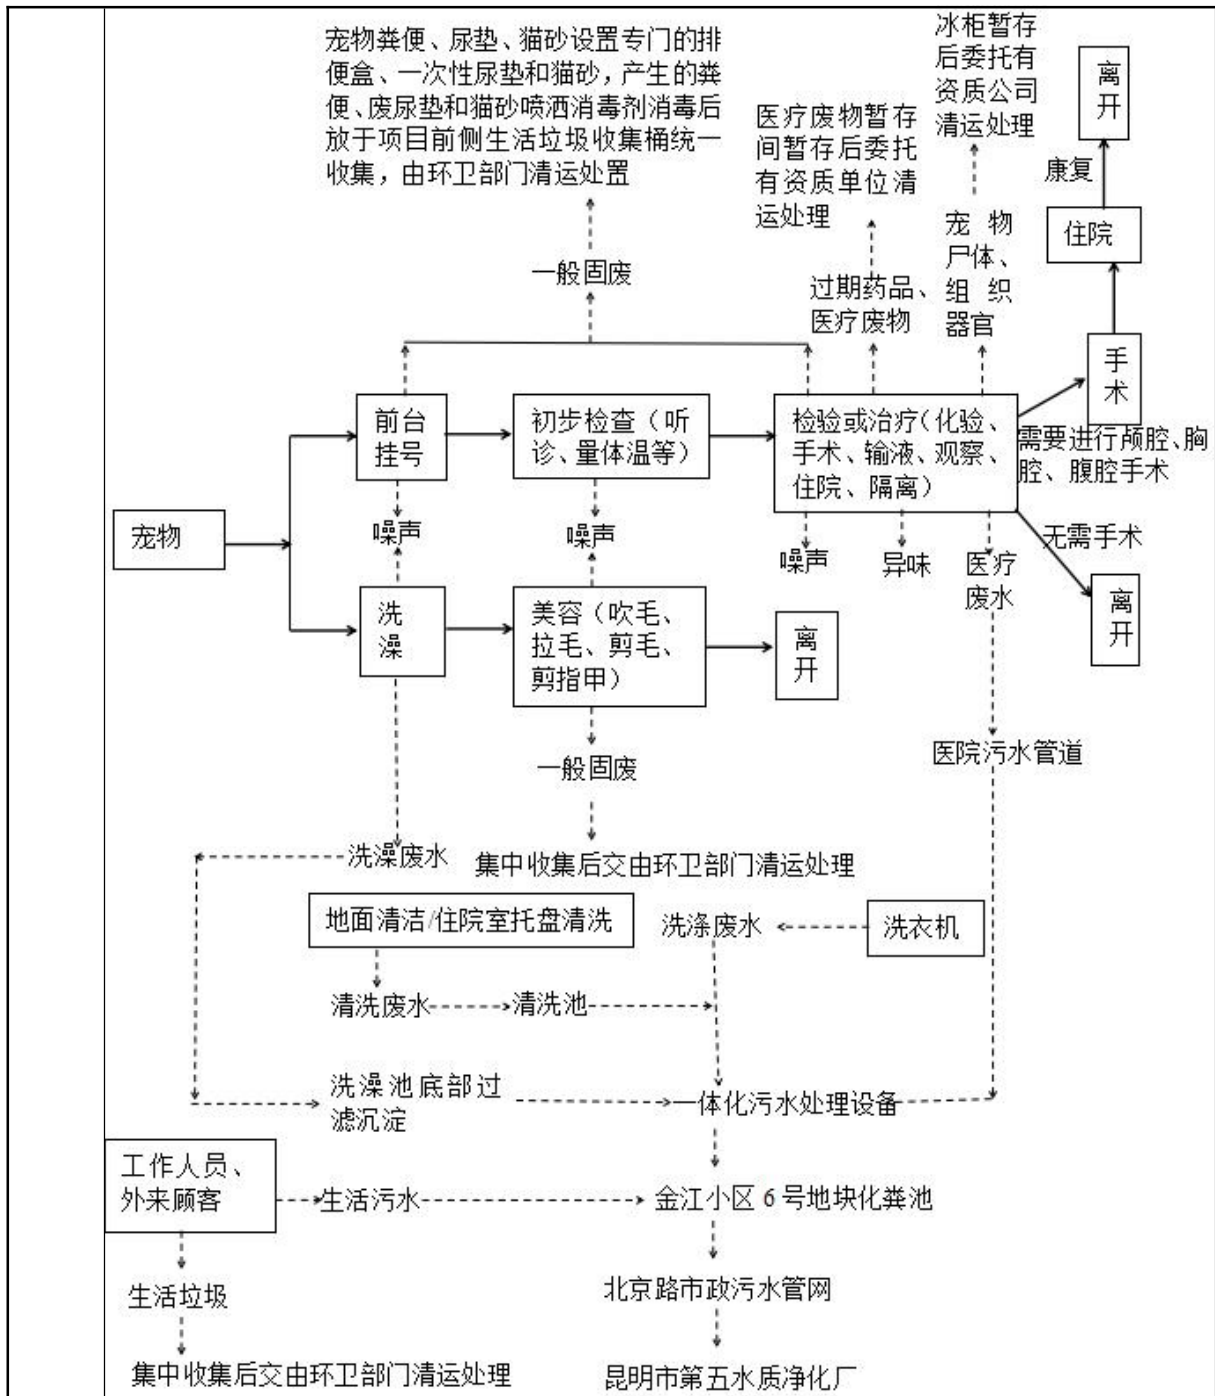 宠物粪便、尿垫、猫砂设置专门的排
便盒、一次性尿垫和猫砂，产生的粪
便、废尿垫和猫砂喷洒消毒剂消毒后
放于项目前侧生活垃圾收集桶统一
收集，由环卫部门清运处置
医疗废物暂存
间暂存后委托
有资质单位清
运处理
冰柜暂存
后委托有
资质公司
清运处理
离
开
康复
住院
一般固废
过期药品、
医疗废物
宠物
尸体、
组织
器官
手
术
前台
挂号
初步检查（听
诊、量体温等）
检验或治疗（化验、
手术、输液、观察、
住院、隔离）
需要进行颅腔、胸
腔、腹腔手术
宠物
噪声
噪声
噪声
异味
医疗
废水
无需手术
离
开
洗
澡
美容（吹毛、
拉毛、剪毛、
剪指甲）
离
开
一般固废
医院污水管道
洗澡废水
集中收集后交由环卫部门清运处理
地面清洁/住院室托盘清洗
洗涤废水
洗衣机
清洗废水
清洗池
洗澡池底部过
滤沉淀
一体化污水处理设备
工作人员、
外来顾客
生活污水
金江小区 6 号地块化粪池
生活垃圾
北京路市政污水管网
集中收集后交由环卫部门清运处理
昆明市第五水质净化厂